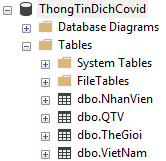 ThongTinDichCovid
Database Diagrams
Tables
System Tables
FileTables
dbo.NhanVien
dbo.QTV
dbo.TheGioi
dbo.VietNam